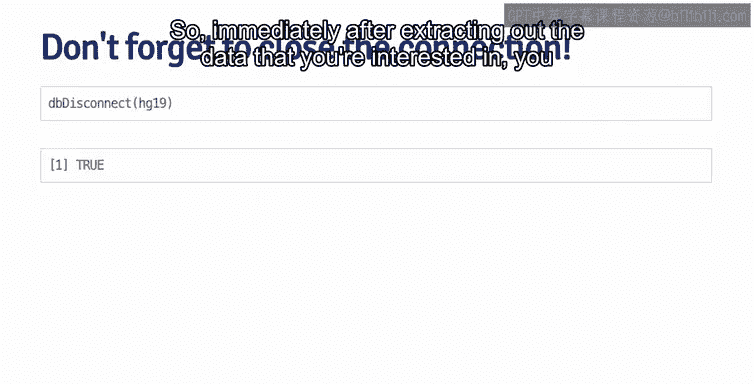 Don't forget to close the connection!
So, immediately after extracting out the
data that you're interested in, you
dbDisconnect(hg19)
[1] TRUE